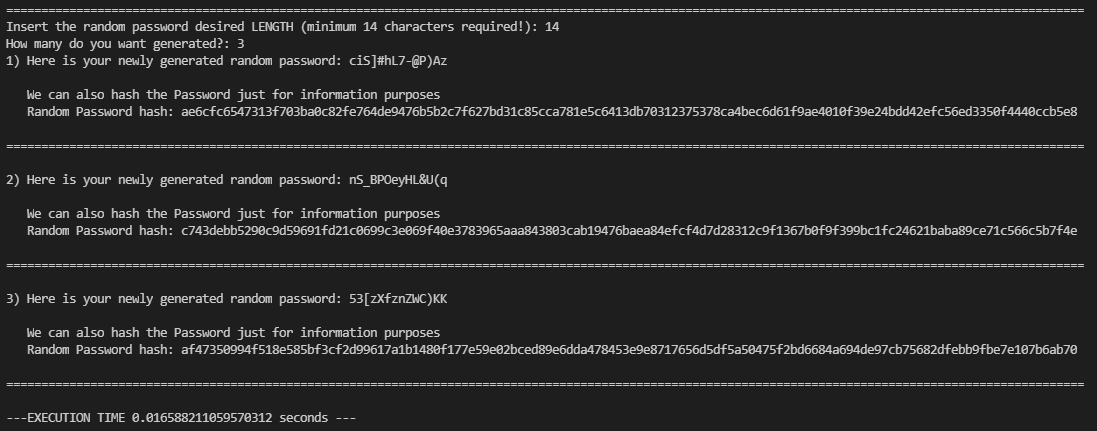 ==========================================================================================================================================================
Insert the random password desired LENGTH (minimum 14 characters required!): 14
How many do you want generated?: 3
1) Here is your newly generated random password: ciS]#hL7-@P)Az
We can also hash the Password just for information purposes
Random Password hash: ae6cfc6547313f703ba0c82fe764de9476b5b2c7f627bd31c85cca781e5c6413db70312375378ca4bec6d61f9ae4010f39e24bdd42efc56ed3350f4440ccb5e8
==========================================================================================================================================================
2) Here is your newly generated random password: nS_BPOeyHL&U(q
We can also hash the Password just for information purposes
Random Password hash: c743debb5290c9d59691fd21c0699c3e069f40e3783965aaa843803cab19476baea84efcf4d7d28312c9f1367b0f9f399bc1fc24621baba89ce71c566c5b7f4e
==========================================================================================================================================================
3) Here is your newly generated random password: 53[zXfznZWC)KK
We can also hash the Password just for information purposes
Random Password hash: af47350994f518e585bf3cf2d99617a1b1480f177e59e02bced89e6dda478453e9e8717656d5df5a50475f2bd6684a694de97cb75682dfebb9fbe7e107b6ab70
==========================================================================================================================================================
---EXECUTION TIME 0.016588211059570312 seconds ---